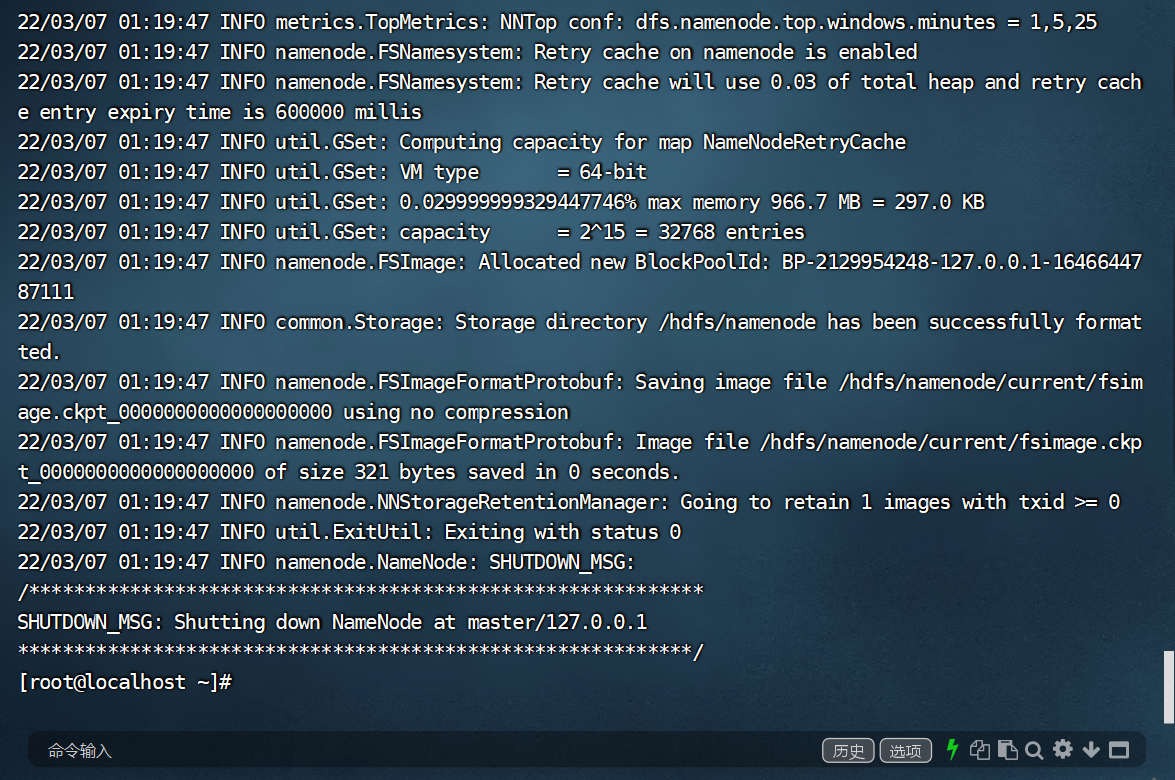 22/03/07 01:19:47 INFO metrics.TopMetrics: NNTop conf: dfs.namenode.top.windows.minutes = 1,5,25
22/03/07 01:19:47 INFO namenode.FSNamesystem: Retry cache on namenode is enabled
22/03/07 01:19:47 INFO namenode.FSNamesystem: Retry cache will use 0.03 of total heap and retry cach
e entry expiry time is 600000 millis
22/03/07 01:19:47 INFO util.GSet: Computing capacity for map NameNodeRetryCache
22/03/07 01:19:47 INFO util.GSet: VM type       = 64-bit
22/03/07 01:19:47 INFO util.GSet: 0.029999999329447746% max memory 966.7 MB = 297.0 KB
22/03/07 01:19:47 INFO util.GSet: capacity      = 2^15 = 32768 entries
22/03/07 01:19:47 INFO namenode.FSImage: Allocated new BlockPoolId: BP-2129954248-127.0.0.1-16466447
87111
22/03/07 01:19:47 INFO common.Storage: Storage directory /hdfs/namenode has been successfully format
ted.
22/03/07 01:19:47 INFO namenode.FSImageFormatProtobuf: Saving image file /hdfs/namenode/current/fsim
age.ckpt_0000000000000000000 using no compression
22/03/07 01:19:47 INFO namenode.FSImageFormatProtobuf: Image file /hdfs/namenode/current/fsimage.ckp
t_0000000000000000000 of size 321 bytes saved in 0 seconds.
22/03/07 01:19:47 INFO namenode.NNStorageRetentionManager: Going to retain 1 images with txid >= 0
22/03/07 01:19:47 INFO util.ExitUtil: Exiting with status 0
22/03/07 01:19:47 INFO namenode.NameNode: SHUTDOWN_MSG:
/************************************************************
SHUTDOWN_MSG: Shutting down NameNode at master/127.0.0.1
************************************************************/
[root@localhost ~]#
命令输入 历史 选项